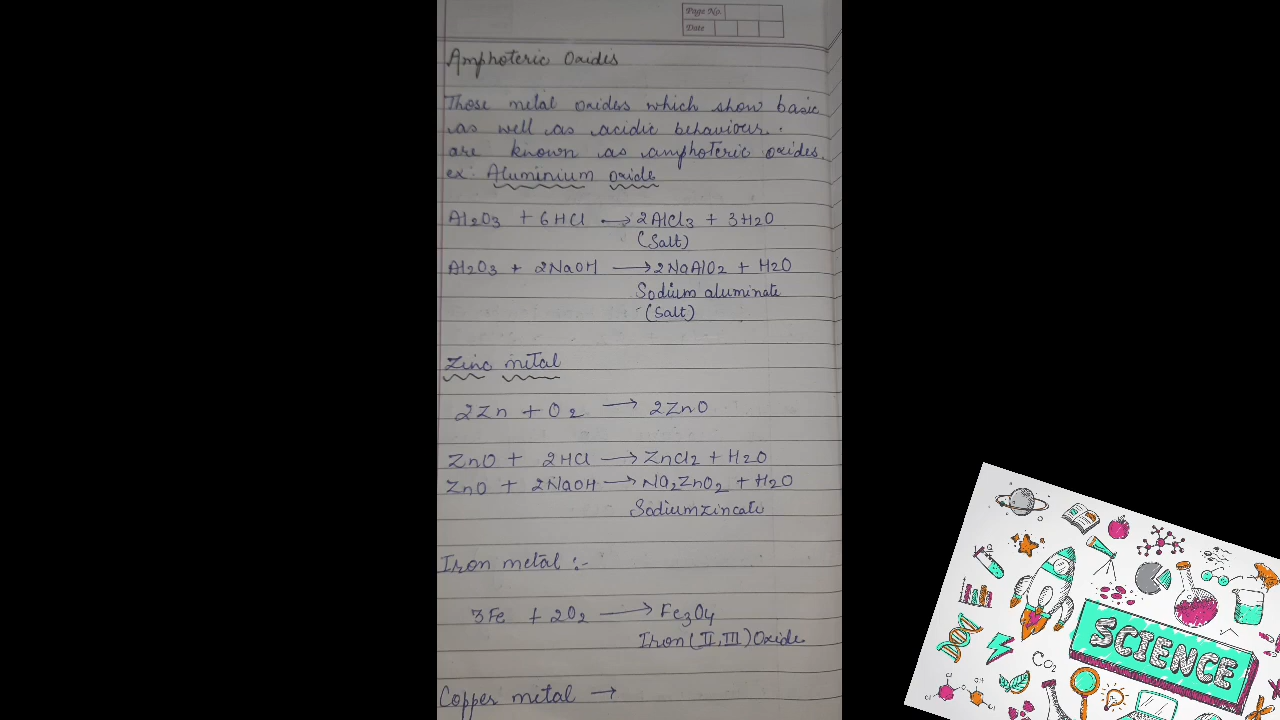 Page No.
Date
Amphoteric Oxides
Those metal oxides which show basic
as well as acidic behaviour.
are known as amphoteric oxides.
ex: Aluminium oxide
Al2O3 + 6HCl → 2AlCl3 + 3H2O
(Salt)
Al2O3 + 2NaOH → 2NaAlO2 + H2O
Sodium aluminate
(Salt)
Zinc metal
2Zn + O2 → 2ZnO
ZnO + 2HCl → ZnCl2 + H2O
ZnO + 2NaOH → Na2ZnO2 + H2O
Sodium zincate
Iron metal :-
3Fe + 2O2 → Fe3O4
Iron (II, III) Oxide
Copper metal →
SCIENCE
CO2